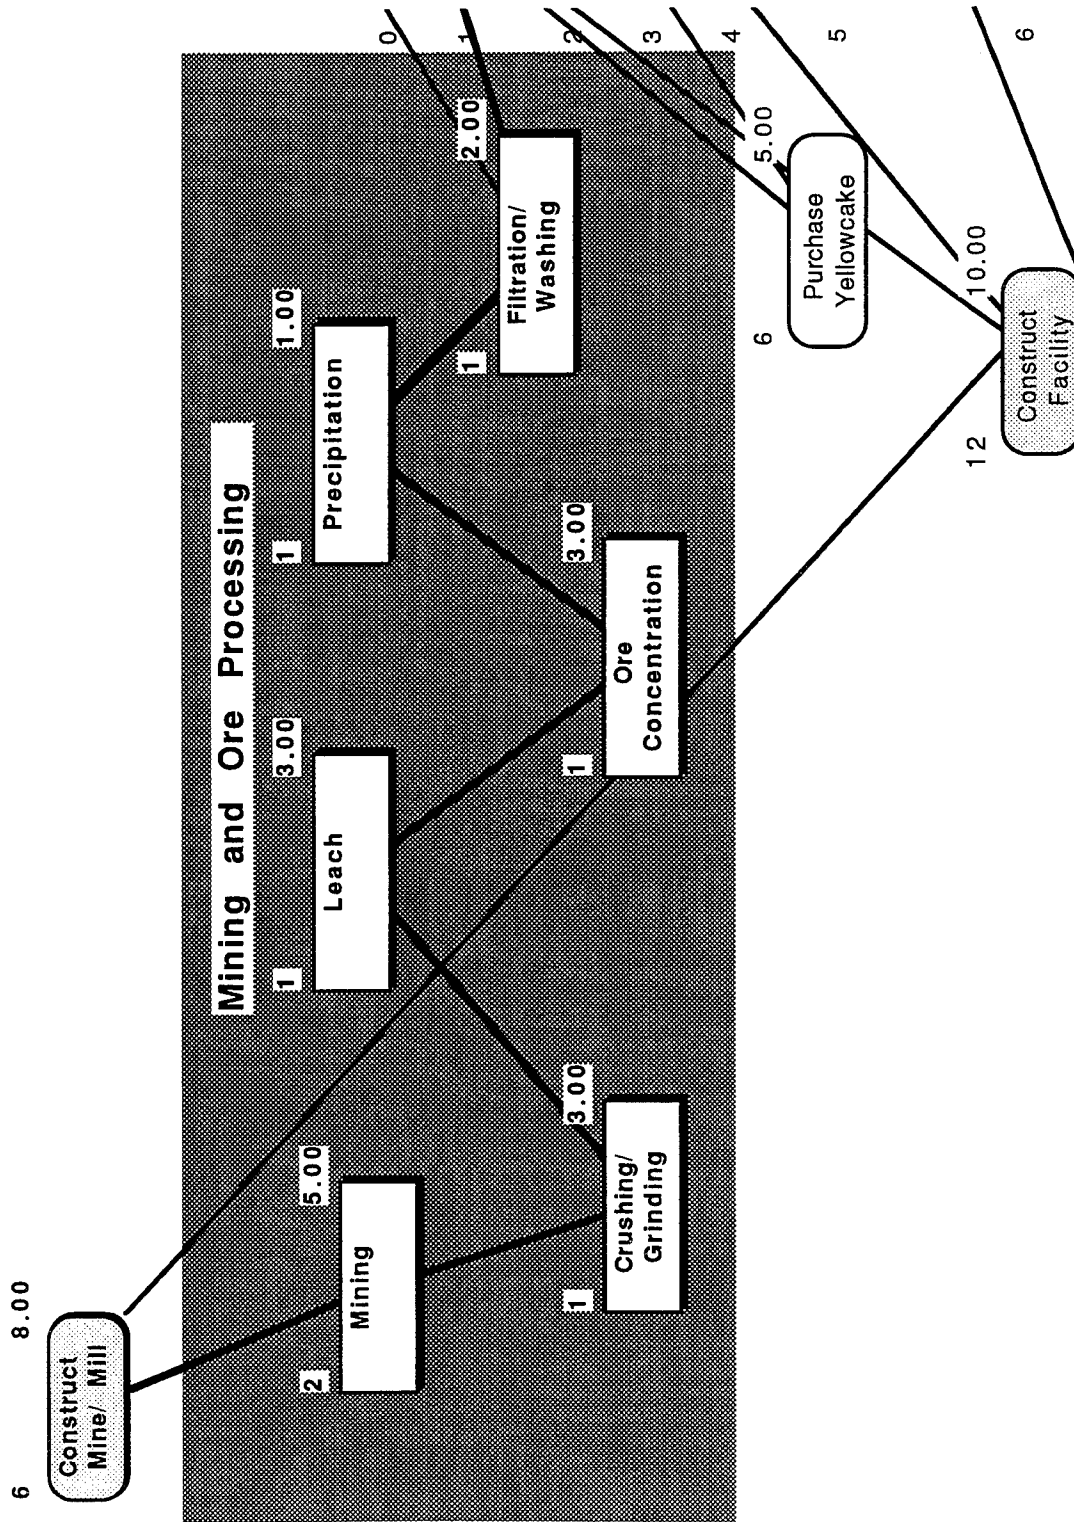 6
8.00
Construct
Mine/ Mill
Mining and Ore Processing
2
5.00
Mining
1
3.00
Leach
1
1.00
Precipitation
1
3.00
Crushing/
Grinding
1
3.00
Ore
Concentration
1
2.00
Filtration/
Washing
0
1
2
3
4
5
6
6
5.00
Purchase
Yellowcake
12
10.00
Construct
Facility